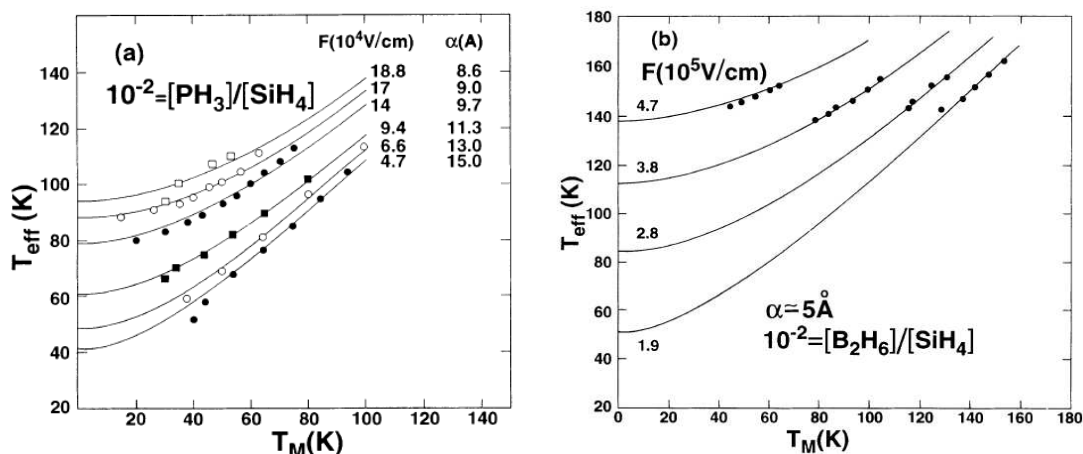 (a)
F(10⁴V/cm) α(A)
10⁻²=[PH₃]/[SiH₄]
18.8 8.6
17 9.0
14 9.7
9.4 11.3
6.6 13.0
4.7 15.0
140
120
100
80
60
40
20
T_eff (K)
20 40 60 80 100 120 140
T_M(K)
(b)
F(10⁵V/cm)
4.7
3.8
2.8
1.9
α≃5Å
10⁻²=[B₂H₆]/[SiH₄]
180
160
140
120
100
180
60
40
20
T_eff (K)
0 20 40 60 80 100 120 140 160 180
T_M(K)